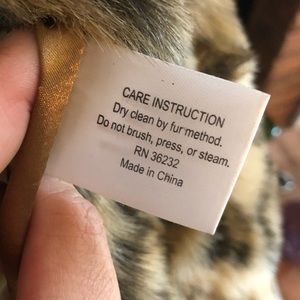 CARE INSTRUCTION
Dry clean by fur method.
Do not brush, press, or steam.
RN 36232
Made in China